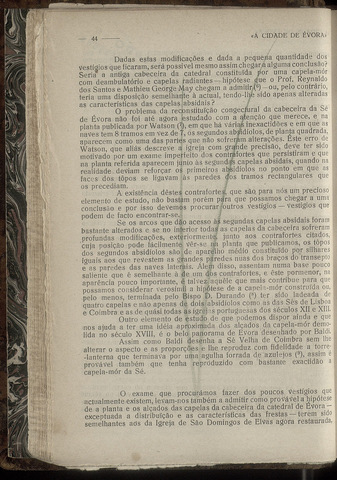 — 44 —
«A CIDADE DE ÉVORA»
Dadas estas modificações e dada a pequena quantidade dos
vestígios que ficaram, será possível mesmo assim chegar a alguma conclusão?
Seria a antiga cabeceira da catedral constituída por uma capela-mór
com deambulatório e capelas radiantes — hipótese que o Prof. Reynaldo
dos Santos e Mathieu George May chegam a admitir — ou, pelo contrário,
teria uma disposição semelhante à actual, tendo-lhe sido apenas alteradas
as características das capelas absidais?
O problema da reconstituïção congectural da cabeceira da Sé
de Évora não foi até agora estudado com a atenção que merece, e na
planta publicada por Watson, em que há várias inexactidões e em que as
naves tem 8 tramos em vez de 7, os segundos absidíolos, de planta quadrada,
aparecem como uma das partes que não sofreram alterações. Este erro de
Watson, que aliás descreve a igreja com grande precisão, deve ter sido
motivado por um exame imperfeito dos contrafortes que persistiram e que
na planta referida aparecem junto às segundas capelas absidais, quando na
realidade deviam reforçar os primeiros absidíolos no ponto em que as
faces dos tôpos se ligavam às paredes dos tramos rectangulares que
os precediam.
A existência dêstes contrafortes, que são para nós um precioso
elemento de estudo, não bastam porém para que possamos chegar a uma
conclusão e por isso devemos procurar outros vestígios — vestígios que
podem de facto encontrar-se.
Se os arcos que dão acesso às segundas capelas absidais foram
bastante alterados e se no interior todas as capelas da cabeceira sofreram
profundas modificações, exteriormente, junto aos contrafortes citados,
cuja posição pode fàcilmente vêr-se na planta que publicamos, os tôpos
dos segundos absidíolos são de aparelho médio constituído por silhares
iguais aos que revestem as grandes paredes nuas dos braços do transepto
e as paredes das naves laterais. Além disso, assentam numa base pouco
saliente que é semelhante à de um dos contrafortes, e êste pormenor, na
aparência pouco importante, é talvez aquêle que mais contribue para que
possamos considerar verosímil a hipótese de a capela-mór construída ou,
pelo menos, terminada pelo Bispo D. Durando ter sido ladeada de
quatro capelas e não apenas de dois absidíolos como as das Sés de Lisboa
e Coimbra e as de quási todas as igrejas portuguesas dos séculos XII e XIII.
Outro elemento de estudo de que podemos dispor ainda e que
nos ajuda a ter uma ideia aproximada dos alçados da capela-mór demo-
lida no século XVIII, é o belo panorama de Évora desenhado por Baldi.
Assim como Baldi desenha a Sé Velha de Coimbra sem lhe
alterar o aspecto e as proporções e lhe reproduz com fidelidade a torre-
-lanterna que terminava por uma agulha forrada de azulejos, assim é
provável também que tenha reproduzido com bastante exactidão a
capela-mór da Sé.
O exame que procurámos fazer dos poucos vestígios que
actualmente existem, levam-nos também a admitir como provável a hipótese
de a planta e os alçados das capelas da cabeceira da catedral de Évora —
exceptuada a distribuïção e as características das frestas — terem sido
semelhantes aos da Igreja de São Domingos de Elvas agora restaurada,